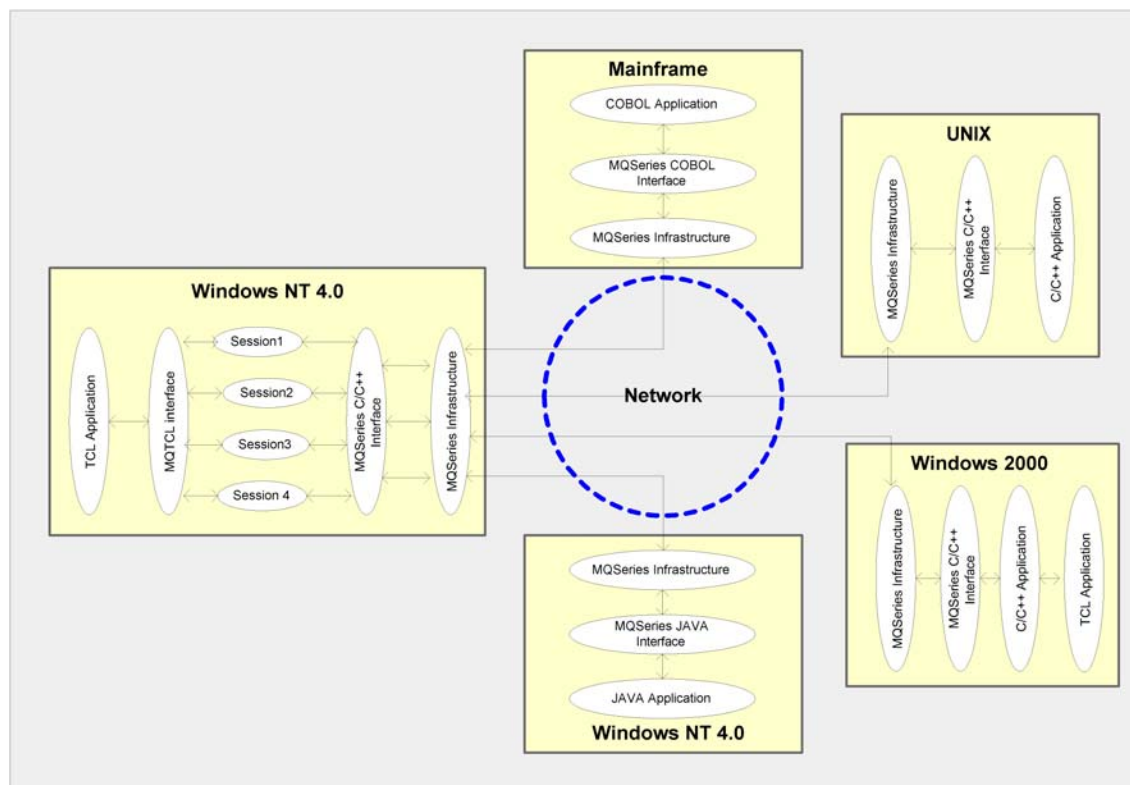 Mainframe
COBOL Application
MQSeries COBOL
Interface
MQSeries Infrastructure
UNIX
MQSeries Infrastructure
MQSeries C/C++
Interface
C/C++ Application
Windows NT 4.0
TCL Application
MQTCL interface
Session1
Session2
Session3
Session 4
MQSeries C/C++
Interface
MQSeries Infrastructure
Network
Windows 2000
MQSeries Infrastructure
MQSeries C/C++
Interface
C/C++ Application
TCL Application
MQSeries Infrastructure
MQSeries JAVA
Interface
JAVA Application
Windows NT 4.0